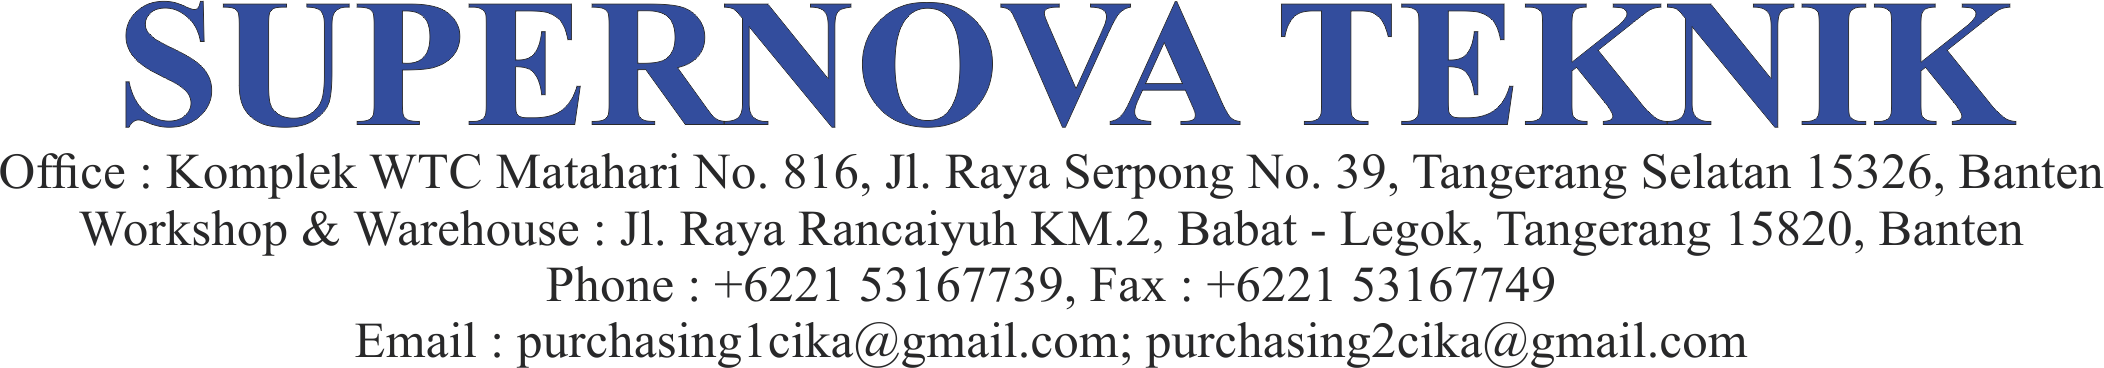 SUPERNOVA TEKNIK
Office : Komplek WTC Matahari No. 816, Jl. Raya Serpong No. 39, Tangerang Selatan 15326, Banten
Workshop & Warehouse : Jl. Raya Rancaiyuh KM.2, Babat - Legok, Tangerang 15820, Banten
Phone : +6221 53167739, Fax : +6221 53167749
Email : purchasing1cika@gmail.com; purchasing2cika@gmail.com